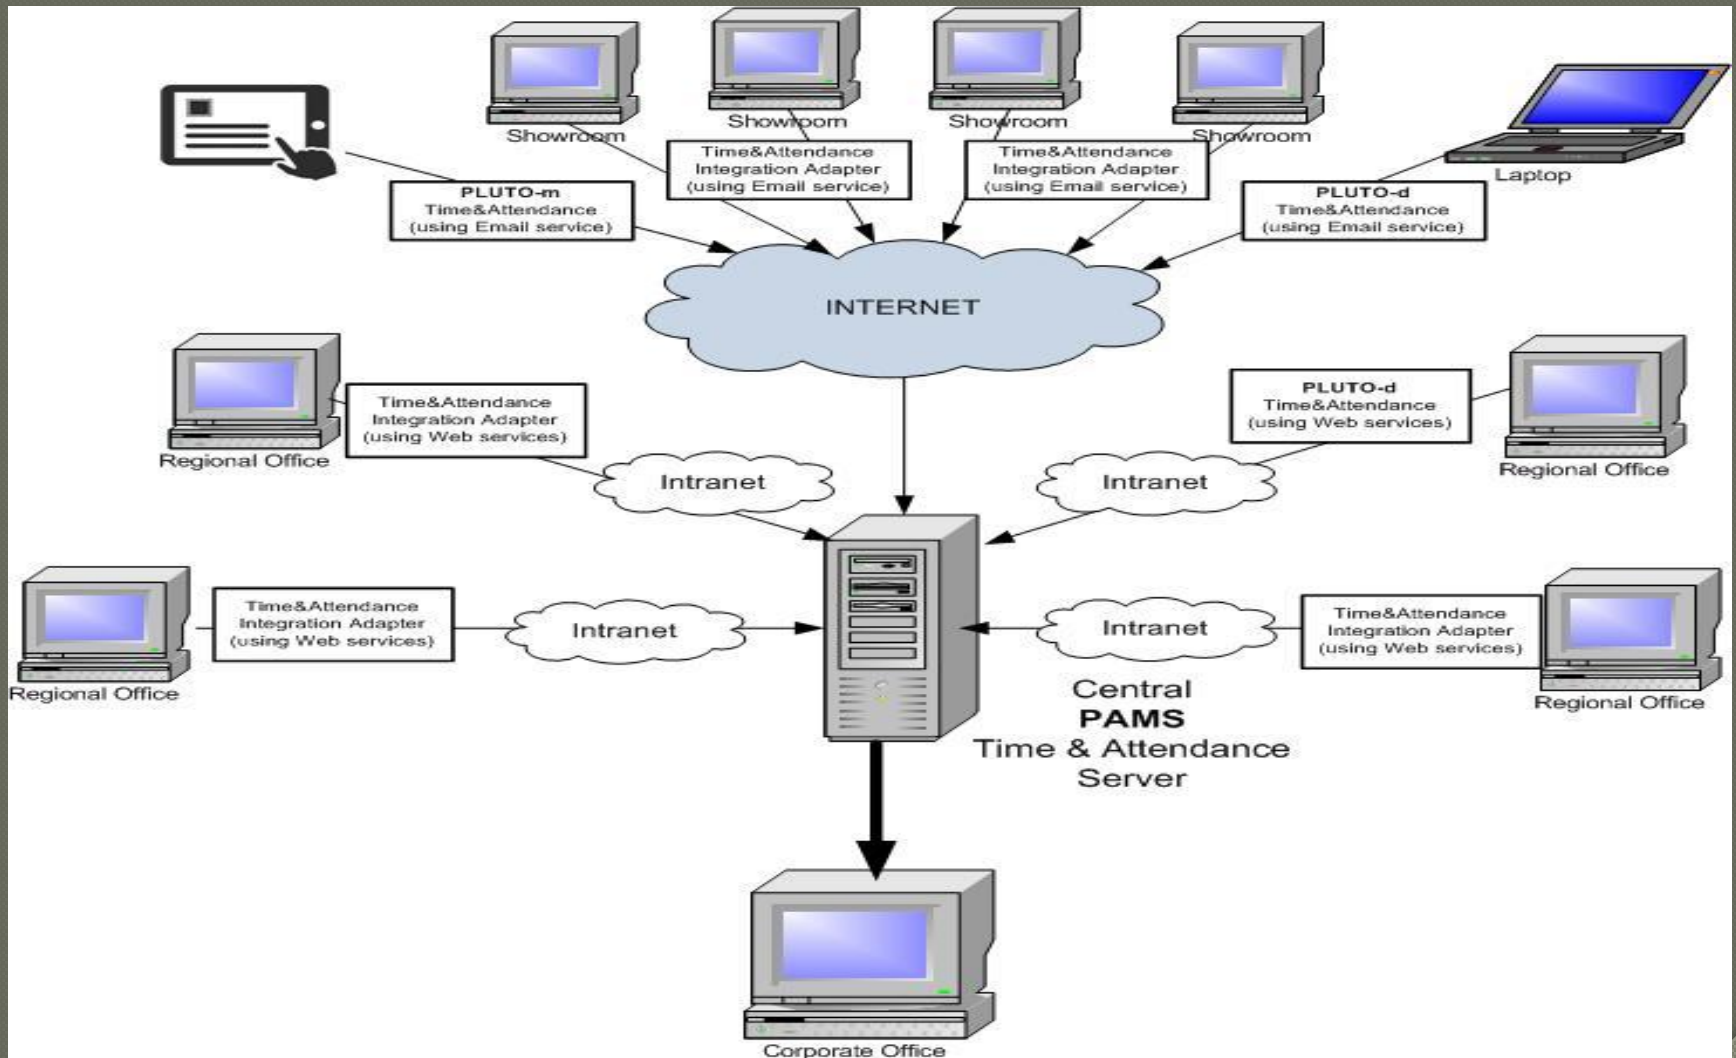 Showroom
Showroom
Showroom
Showroom
Time&Attendance
Integration Adapter
(using Email service)
Time&Attendance
Integration Adapter
(using Email service)
Laptop
PLUTO-m
Time&Attendance
(using Email service)
PLUTO-d
Time&Attendance
(using Email service)
INTERNET
Time&Attendance
Integration Adapter
(using Web services)
Regional Office
PLUTO-d
Time&Attendance
(using Web services)
Regional Office
Intranet
Intranet
Time&Attendance
Integration Adapter
(using Web services)
Regional Office
Intranet
Intranet
Time&Attendance
Integration Adapter
(using Web services)
Regional Office
Central
PAMS
Time & Attendance
Server
Corporate Office